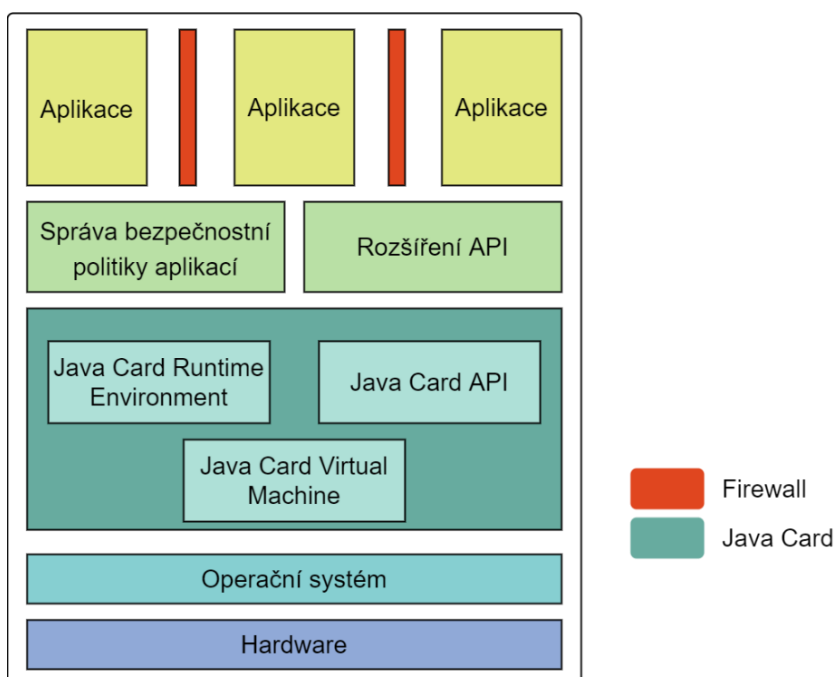 Aplikace
Aplikace
Aplikace
Správa bezpečnostní
politiky aplikací
Rozšíření API
Java Card Runtime
Environment
Java Card API
Java Card Virtual
Machine
Firewall
Java Card
Operační systém
Hardware